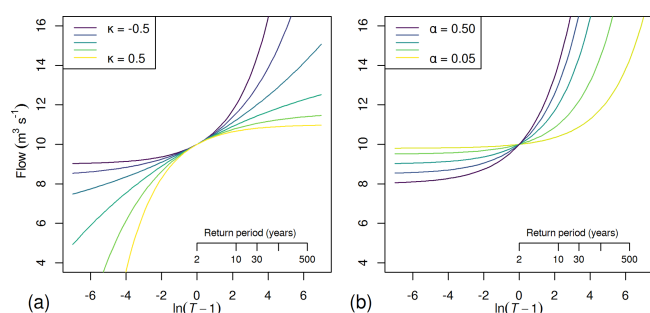 κ = -0.5
κ = 0.5
Flow (m³ s⁻¹)
16
14
12
10
8
6
4
Return period (years)
2 10 30 500
-6 -4 -2 0 2 4 6
(a) ln(T − 1)
α = 0.50
α = 0.05
16
14
12
10
8
6
4
Return period (years)
2 10 30 500
-6 -4 -2 0 2 4 6
(b) ln(T − 1)